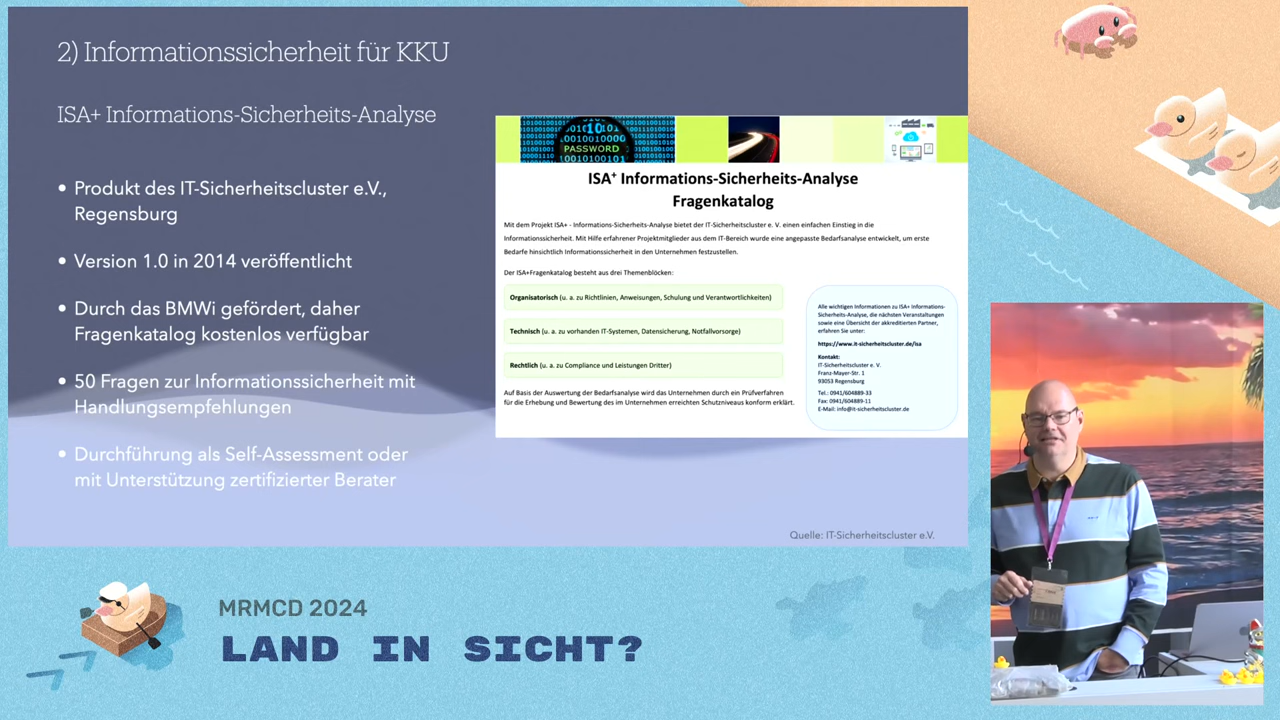 2) Informationssicherheit für KKU
ISA+ Informations-Sicherheits-Analyse
• Produkt des IT-Sicherheitscluster e.V.,
Regensburg
• Version 1.0 in 2014 veröffentlicht
• Durch das BMWi gefördert, daher
Fragenkatalog kostenlos verfügbar
• 50 Fragen zur Informationssicherheit mit
Handlungsempfehlungen
• Durchführung als Self-Assessment oder
mit Unterstützung zertifizierter Berater
PASSWORD
ISA+ Informations-Sicherheits-Analyse
Fragenkatalog
Mit dem Projekt ISA+ - Informations-Sicherheits-Analyse bietet der IT-Sicherheitscluster e. V. einen einfachen Einstieg in die
Informationssicherheit. Mit Hilfe erfahrener Projektmitglieder aus dem IT-Bereich wurde eine angepasste Bedarfsanalyse entwickelt, um erste
Bedarfe hinsichtlich Informationssicherheit in den Unternehmen festzustellen.
Der ISA+Fragenkatalog besteht aus drei Themenblöcken:
Organisatorisch (u. a. zu Richtlinien, Anweisungen, Schulung und Verantwortlichkeiten)
Technisch (u. a. zu vorhanden IT-Systemen, Datensicherung, Notfallvorsorge)
Rechtlich (u. a. zu Compliance und Leistungen Dritter)
Auf Basis der Auswertung der Bedarfsanalyse wird das Unternehmen durch ein Prüfverfahren
für die Erhebung und Bewertung des im Unternehmen erreichten Schutzniveaus konform erklärt.
Alle wichtigen Informationen zu ISA+ Informations-
Sicherheits-Analyse, die nächsten Veranstaltungen
sowie eine Übersicht der akkreditierten Partner,
erfahren Sie unter:
https://www.it-sicherheitscluster.de/isa
Kontakt:
IT-Sicherheitscluster e. V.
Franz-Mayer-Str. 1
93053 Regensburg
Tel.: 0941/604889-33
Fax: 0941/604889-11
E-Mail: info@it-sicherheitscluster.de
Quelle: IT-Sicherheitscluster e.V.
MRMCD 2024
LAND IN SICHT?